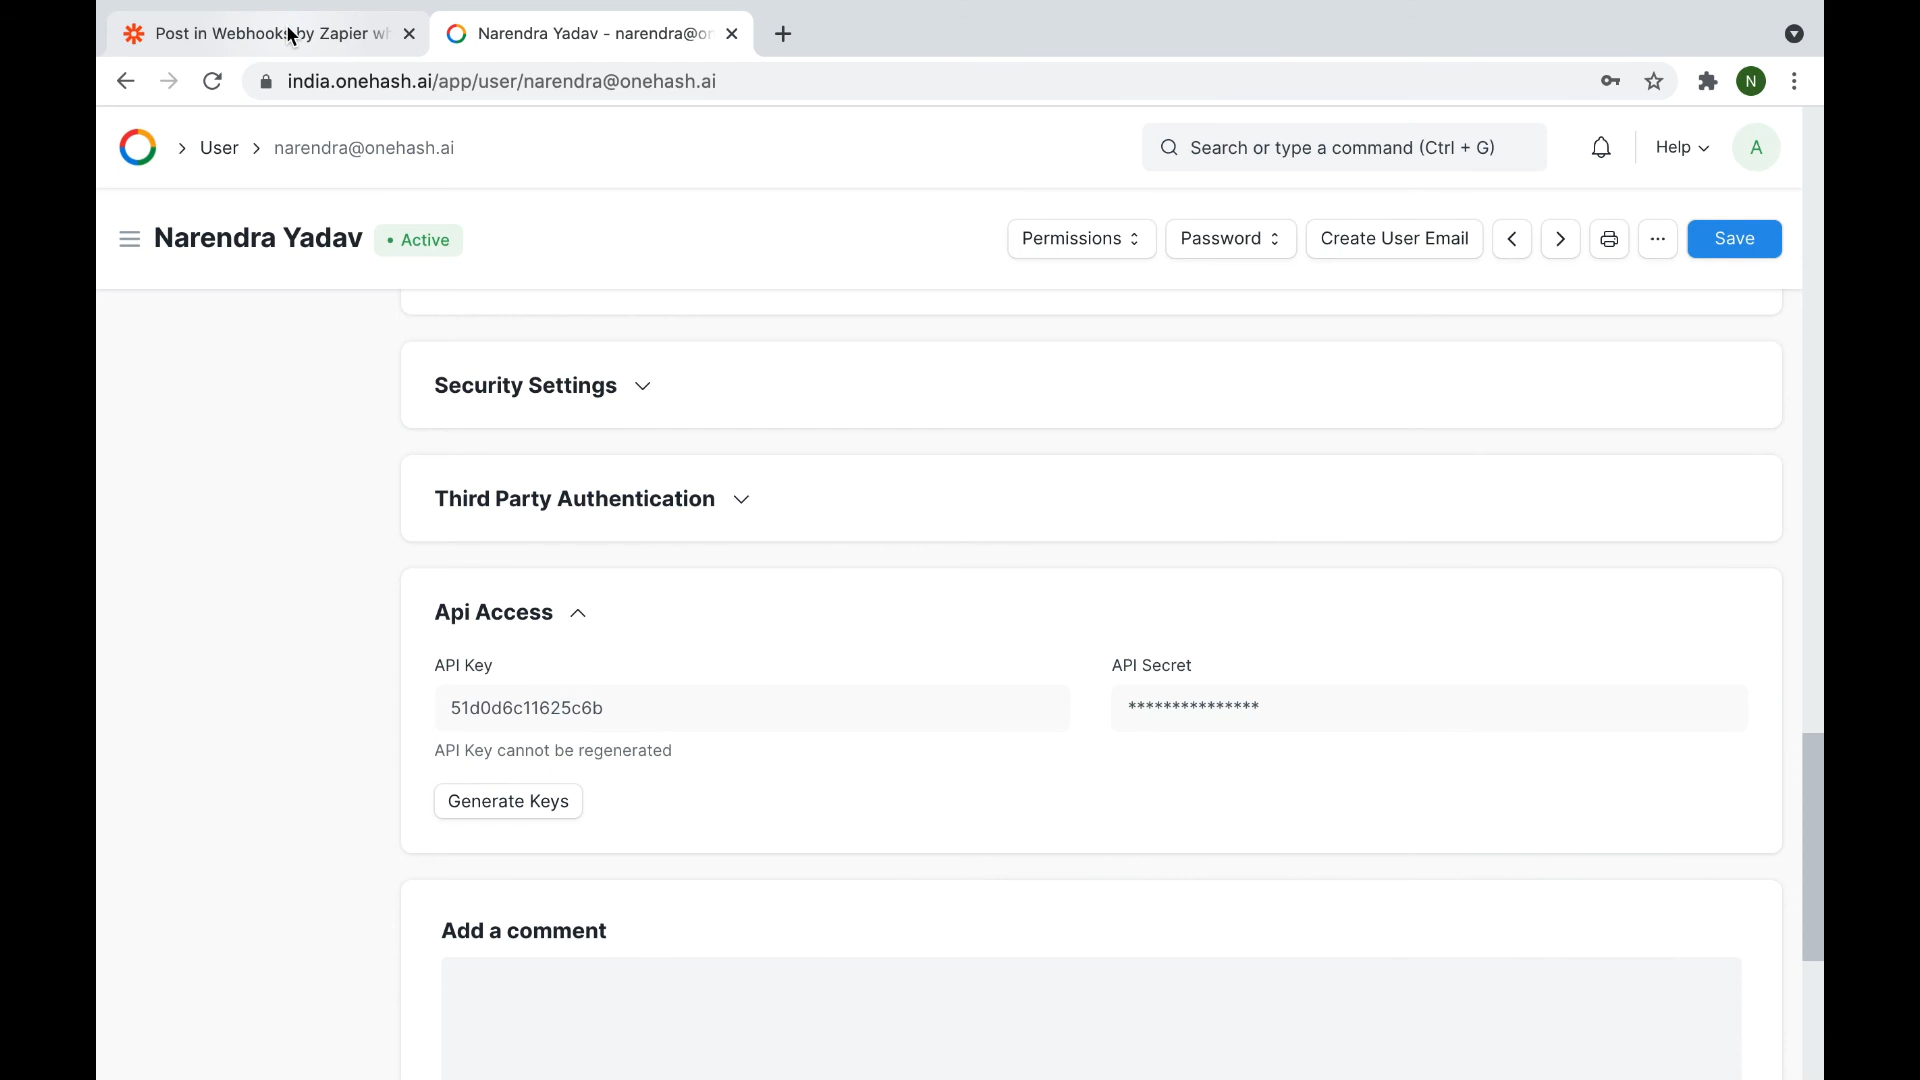 Post in Webhooks by Zapier wh
Narendra Yadav - narendra@on
india.onehash.ai/app/user/narendra@onehash.ai
N
User
narendra@onehash.ai
Search or type a command (Ctrl + G)
Help
A
Narendra Yadav
Active
Permissions
Password
Create User Email
Save
Security Settings
Third Party Authentication
Api Access
API Key
API Secret
51d0d6c11625c6b
***************
API Key cannot be regenerated
Generate Keys
Add a comment